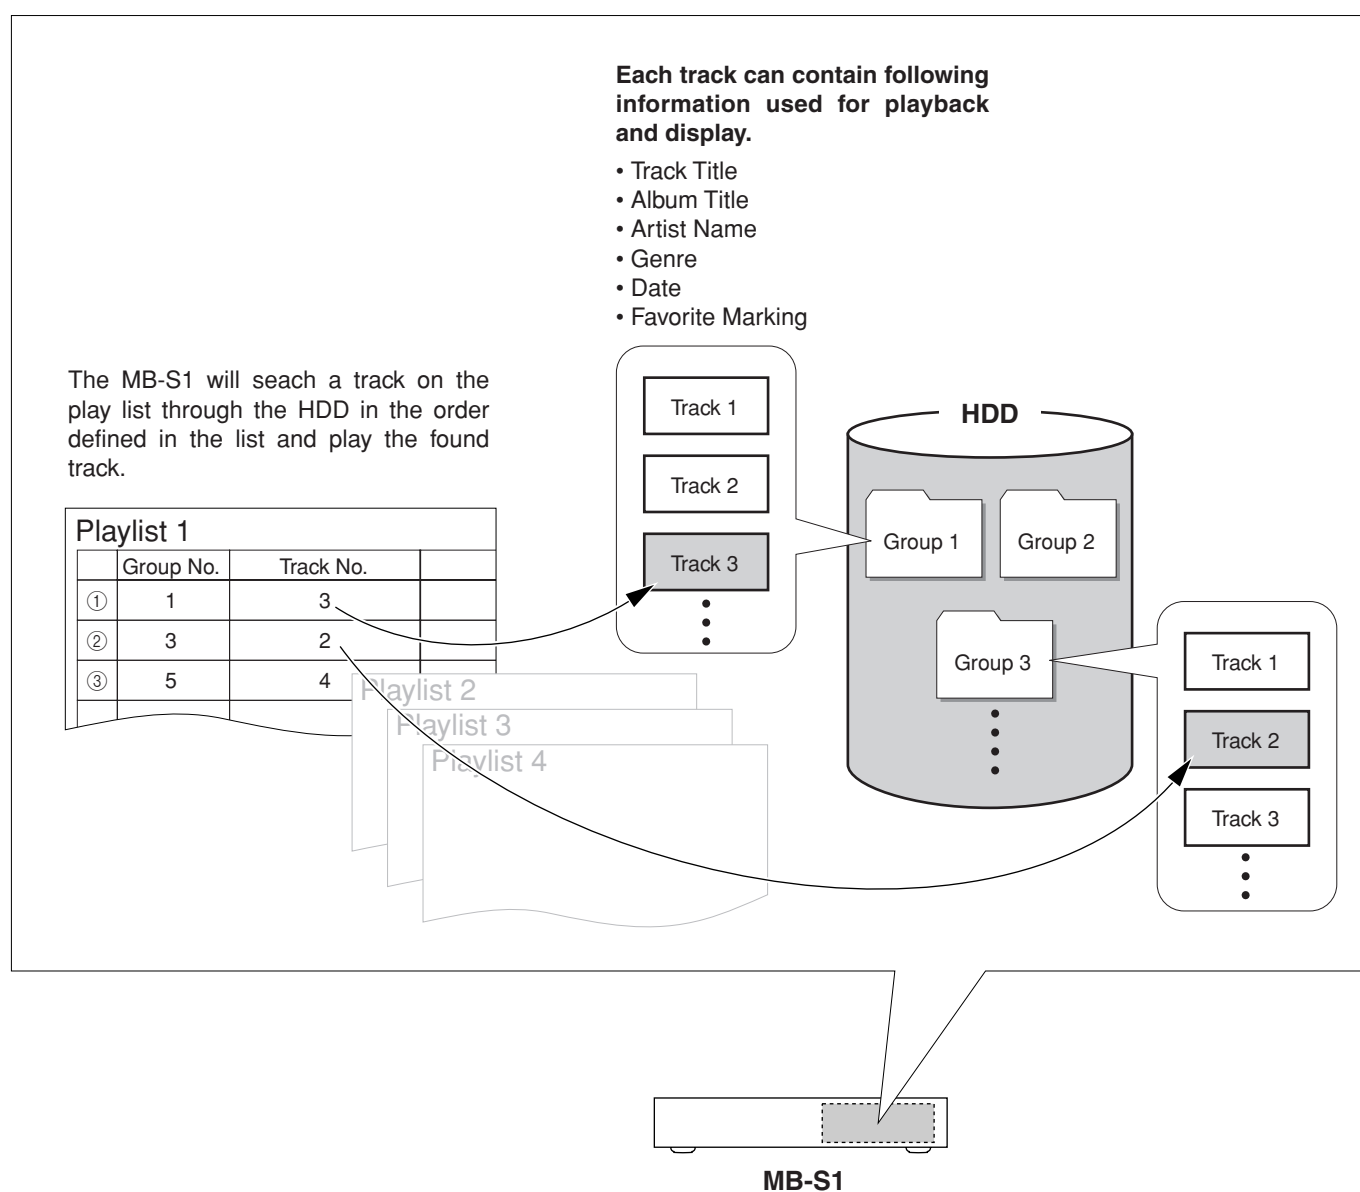 Each track can contain following
information used for playback
and display.
• Track Title
• Album Title
• Artist Name
• Genre
• Date
• Favorite Marking
The MB-S1 will seach a track on the
play list through the HDD in the order
defined in the list and play the found
track.
Playlist 1
Group No. Track No.
① 1 3
② 3 2
③ 5 4
Playlist 2
Playlist 3
Playlist 4
Track 1
Track 2
Track 3
HDD
Group 1
Group 2
Group 3
Track 1
Track 2
Track 3
MB-S1